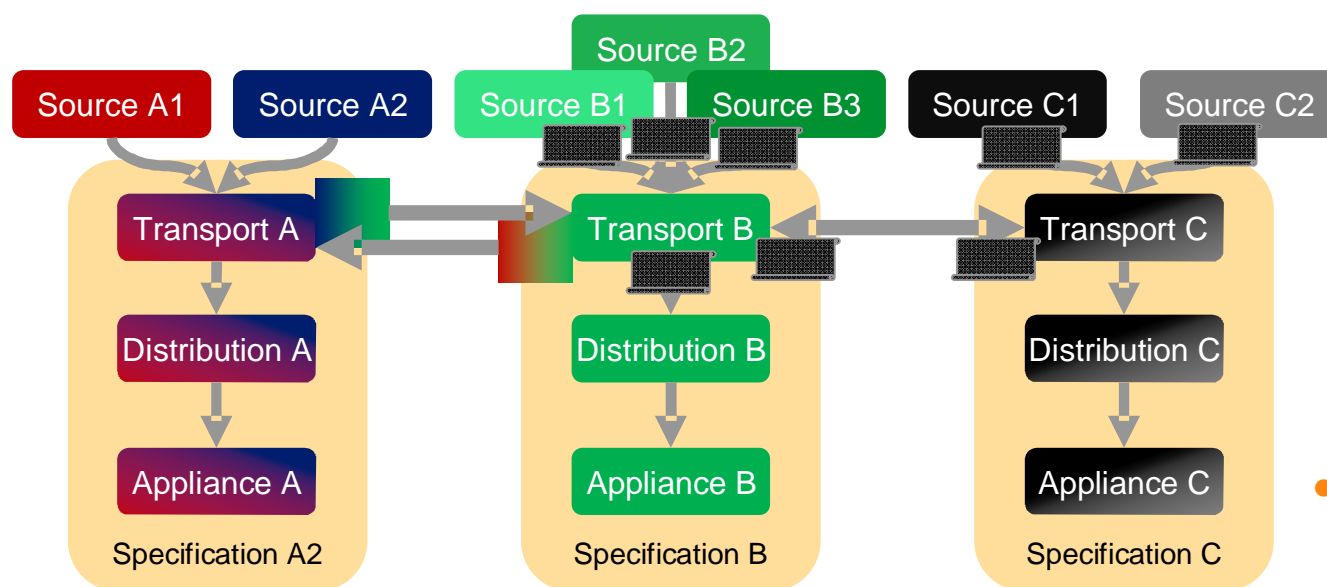 Source B2
Source A1
Source A2
Source B1
Source B3
Source C1
Source C2
Transport A
Transport B
Transport C
Distribution A
Distribution B
Distribution C
Appliance A
Appliance B
Appliance C
Specification A2
Specification B
Specification C